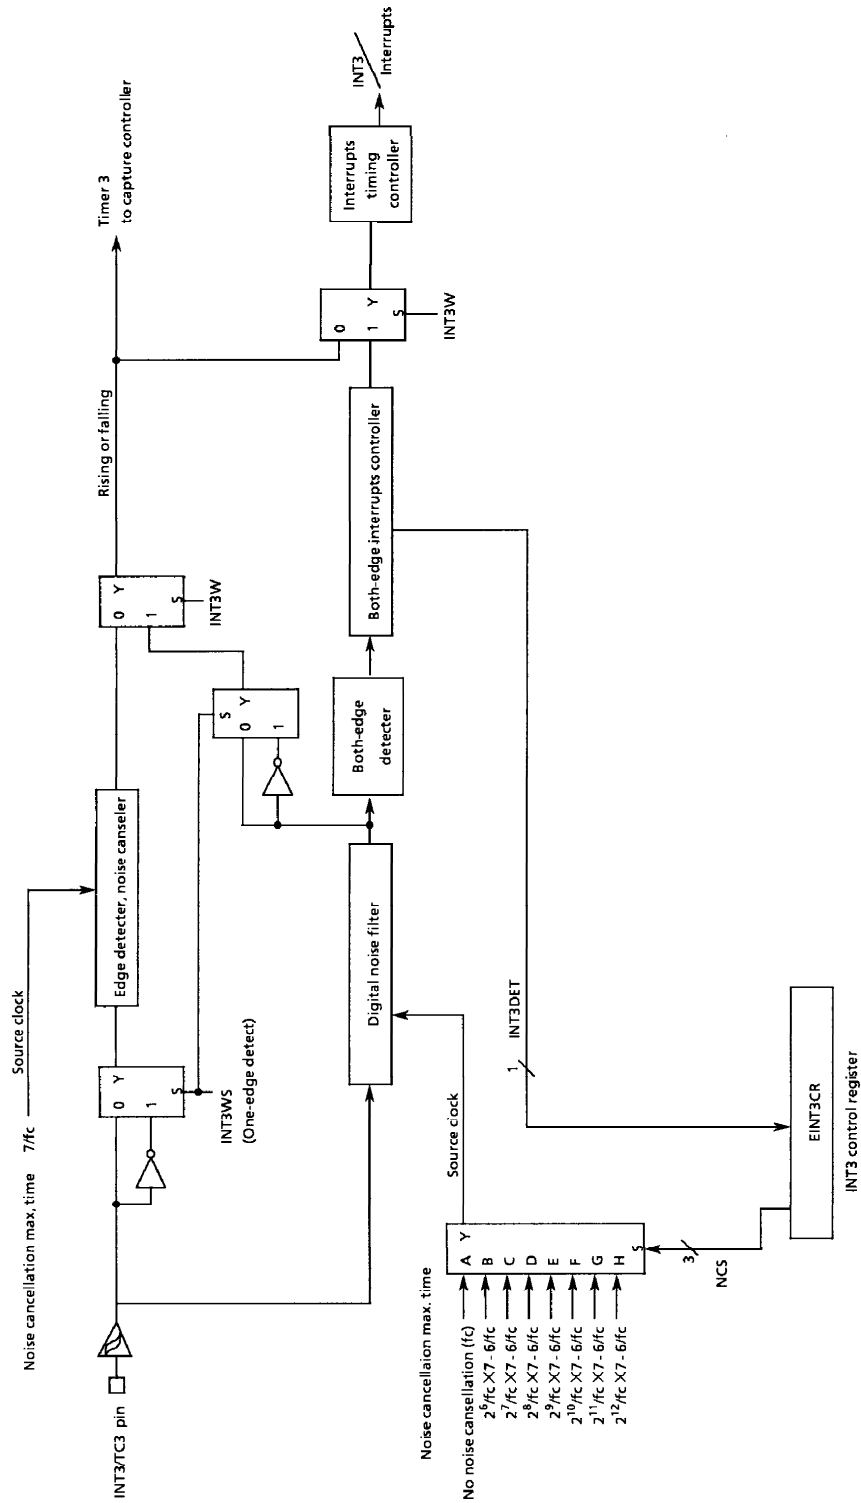 Noise cancellation max, time 7/fc
Source clock
INT3/TC3 pin
0 Y
1
S
INT3WS
(One-edge detect)
Edge detecter, noise canseler
0 Y
1
S
INT3W
Rising or falling
Timer 3
to capture controller
S
0 Y
1
Digital noise filter
Both-edge
detecter
Both-edge interrupts controller
0
1 Y
S
INT3W
Interrupts
timing
controller
INT3
Interrupts
Noise cancellaion max. time
No noise cansellation (fc)
2⁶/fc X7 - 6/fc
2⁷/fc X7 - 6/fc
2⁸/fc X7 - 6/fc
2⁹/fc X7 - 6/fc
2¹⁰/fc X7 - 6/fc
2¹¹/fc X7 - 6/fc
2¹²/fc X7 - 6/fc
A Y
B
C
D
E
F
G
H
S
Source clock
3
NCS
1
INT3DET
EINT3CR
INT3 control register